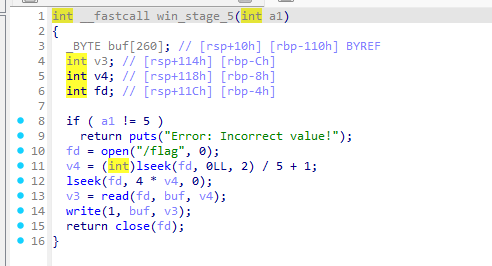 1 int __fastcall win_stage_5(int a1)
2 {
3 _BYTE buf[260]; // [rsp+10h] [rbp-110h] BYREF
4 int v3; // [rsp+114h] [rbp-Ch]
5 int v4; // [rsp+118h] [rbp-8h]
6 int fd; // [rsp+11Ch] [rbp-4h]
7
8 if ( a1 != 5 )
9 return puts("Error: Incorrect value!");
10 fd = open("/flag", 0);
11 v4 = (int)lseek(fd, 0LL, 2) / 5 + 1;
12 lseek(fd, 4 * v4, 0);
13 v3 = read(fd, buf, v4);
14 write(1, buf, v3);
15 return close(fd);
16 }